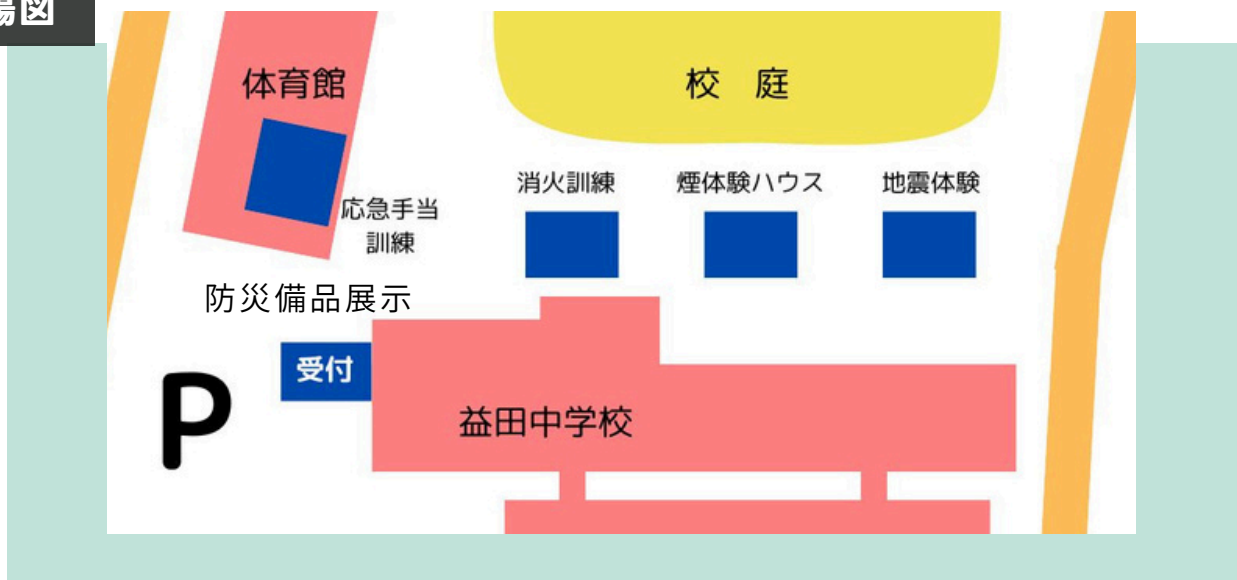 場図
体育館
校 庭
消火訓練
煙体験ハウス
地震体験
応急手当
訓練
防災備品展示
受付
P
益田中学校